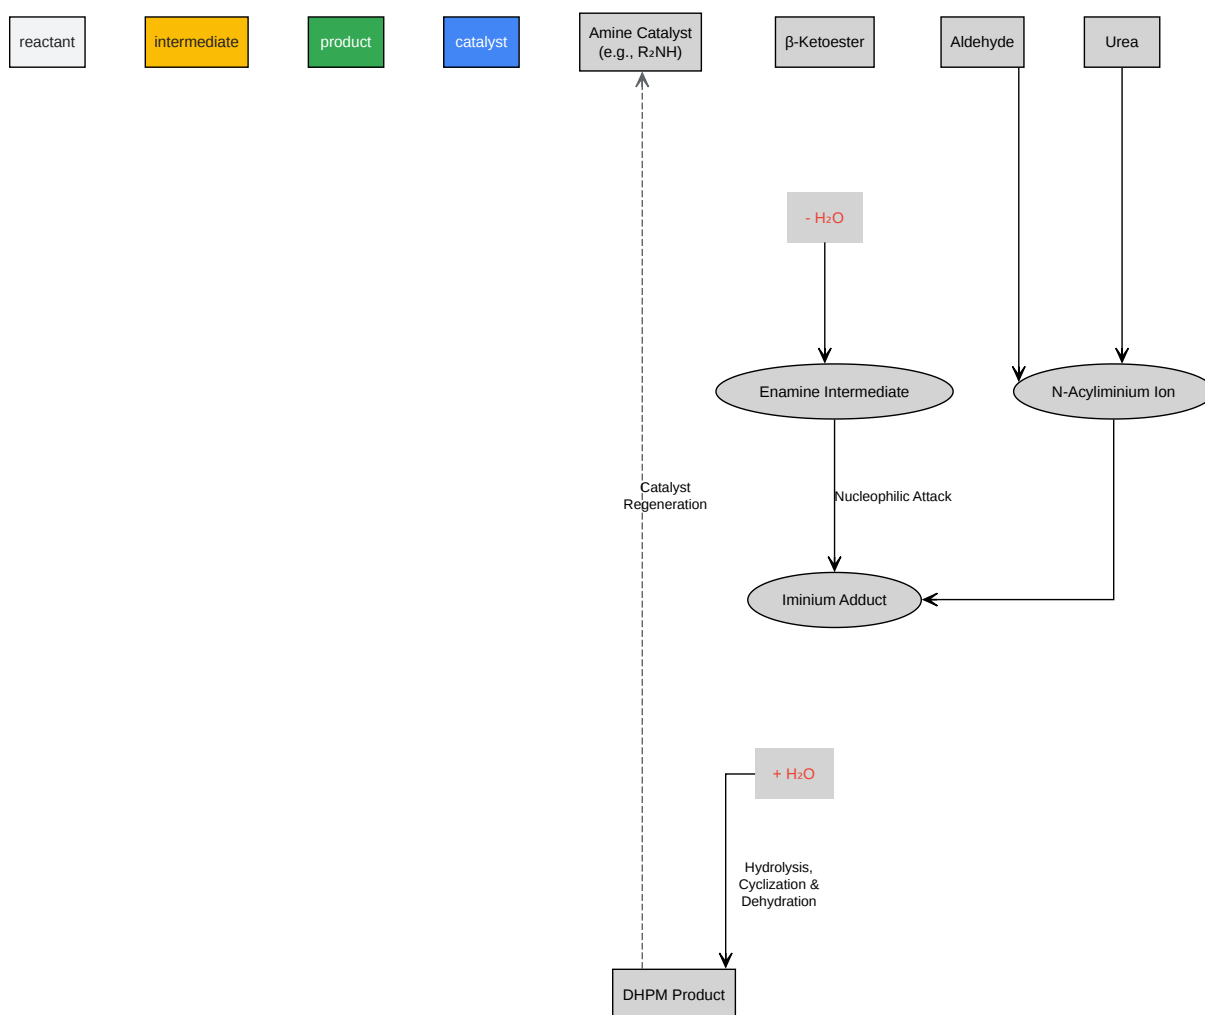 reactant
intermediate
product
catalyst
Amine Catalyst
(e.g., R₂NH)
β-Ketoester
Aldehyde
Urea
- H₂O
Enamine Intermediate
N-Acyliminium Ion
Catalyst
Regeneration
Nucleophilic Attack
Iminium Adduct
+ H₂O
Hydrolysis,
Cyclization &
Dehydration
DHPM Product